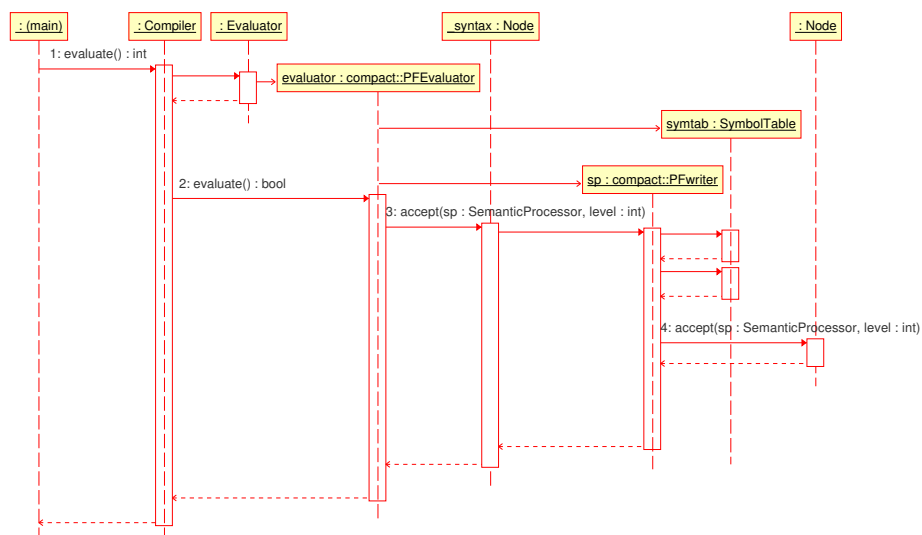 : (main)
: Compiler
: Evaluator
_syntax : Node
: Node
1: evaluate() : int
evaluator : compact::PFEvaluator
symtab : SymbolTable
sp : compact::PFwriter
2: evaluate() : bool
3: accept(sp : SemanticProcessor, level : int)
4: accept(sp : SemanticProcessor, level : int)